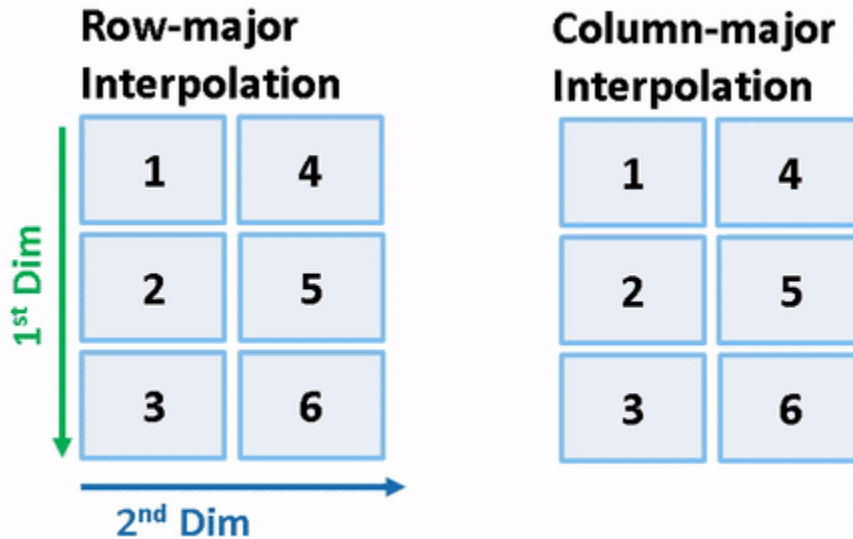 Row-major
Interpolation
Column-major
Interpolation
1 4
2 5
3 6
1 4
2 5
3 6
1st Dim
2nd Dim